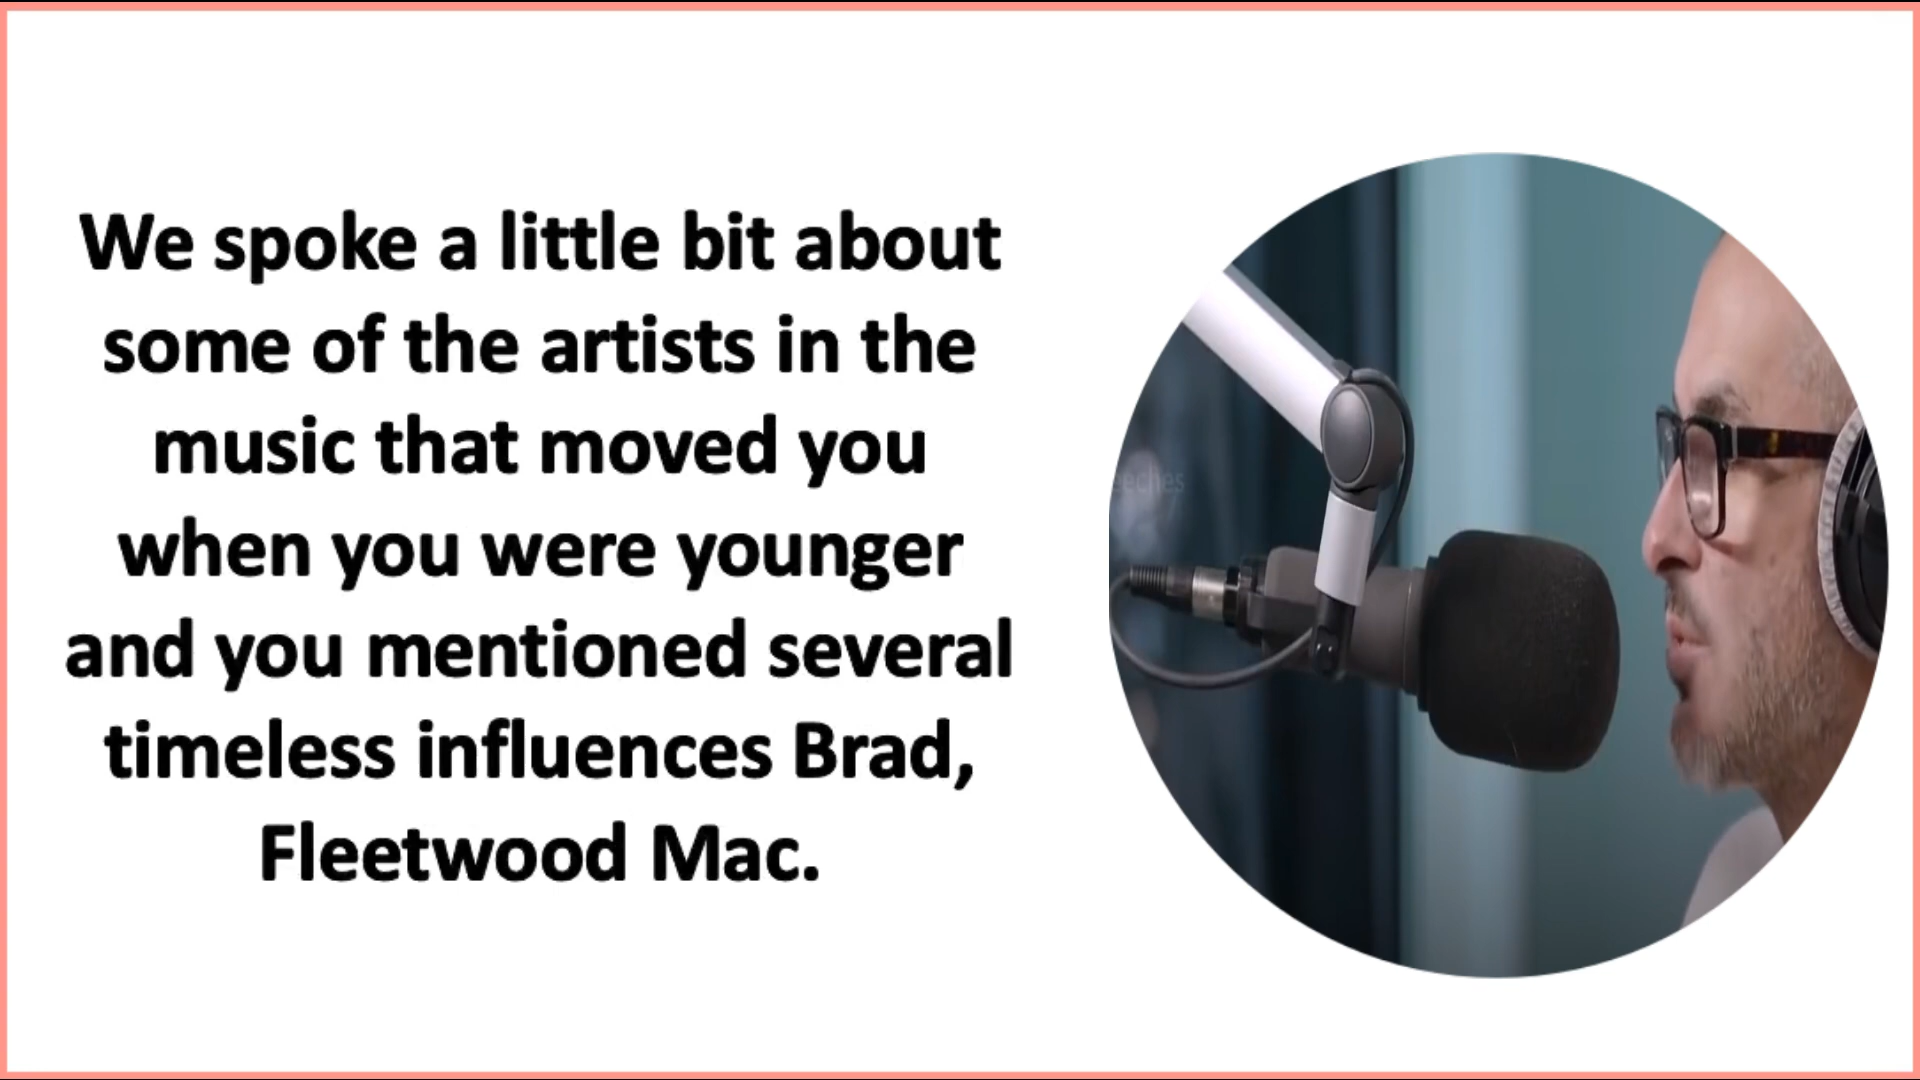 We spoke a little bit about
some of the artists in the
music that moved you
when you were younger
and you mentioned several
timeless influences Brad,
Fleetwood Mac.
eeches